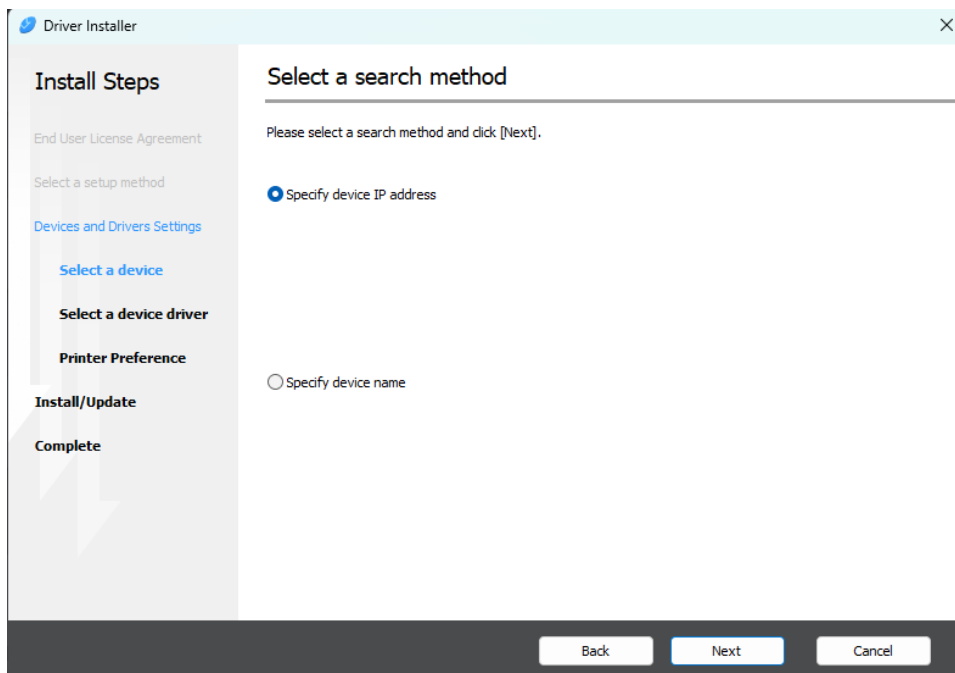 Driver Installer
Install Steps
End User License Agreement
Select a setup method
Devices and Drivers Settings
Select a device
Select a device driver
Printer Preference
Install/Update
Complete
Select a search method
Please select a search method and click [Next].
Specify device IP address
Specify device name
Back
Next
Cancel